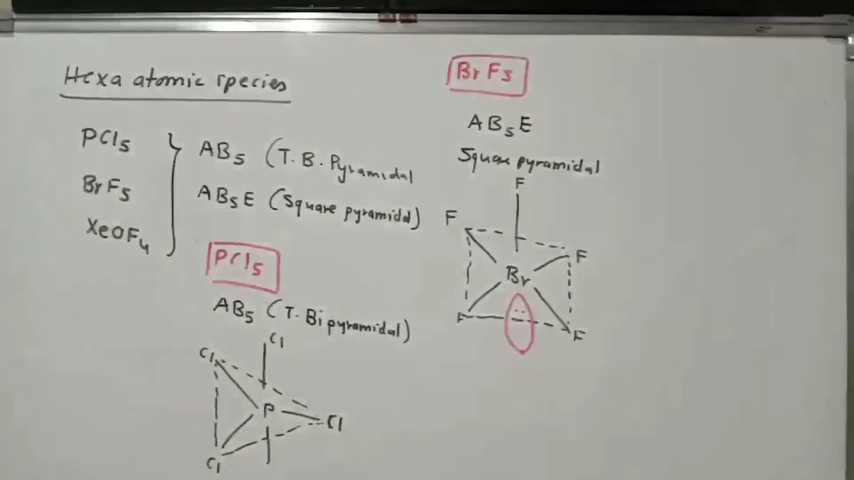 Hexa atomic species
PCl5
BrF5
XeOF4
AB5 (T.B. Pyramidal
AB5E (Square pyramidal)
PCl5
AB5 (T. Bipyramidal)
Cl
Cl
P
Cl
Cl
BrF5
AB5E
Square pyramidal
F
F
F
Br
F
F